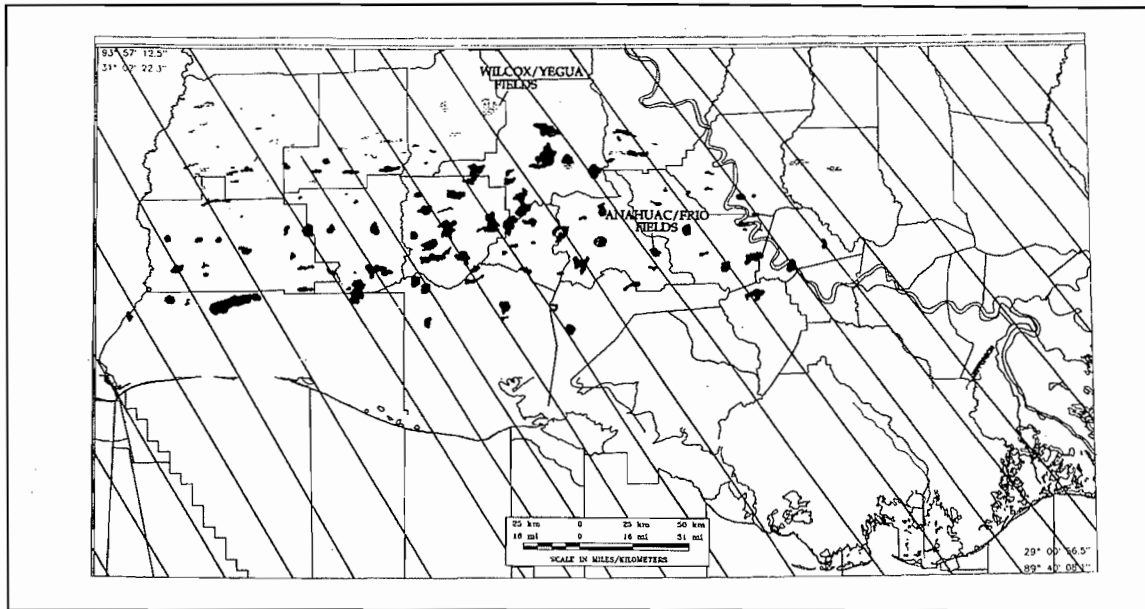 93° 57' 12.5"
31° 02' 22.3"
WILCOX/YEGUA
FIELDS
ANAHUAC/FRIO
FIELDS
25 km 0 25 km 50 km
16 mi 0 16 mi 31 mi
SCALE IN MILES/KILOMETERS
29° 00' 56.5"
89° 40' 08.1"